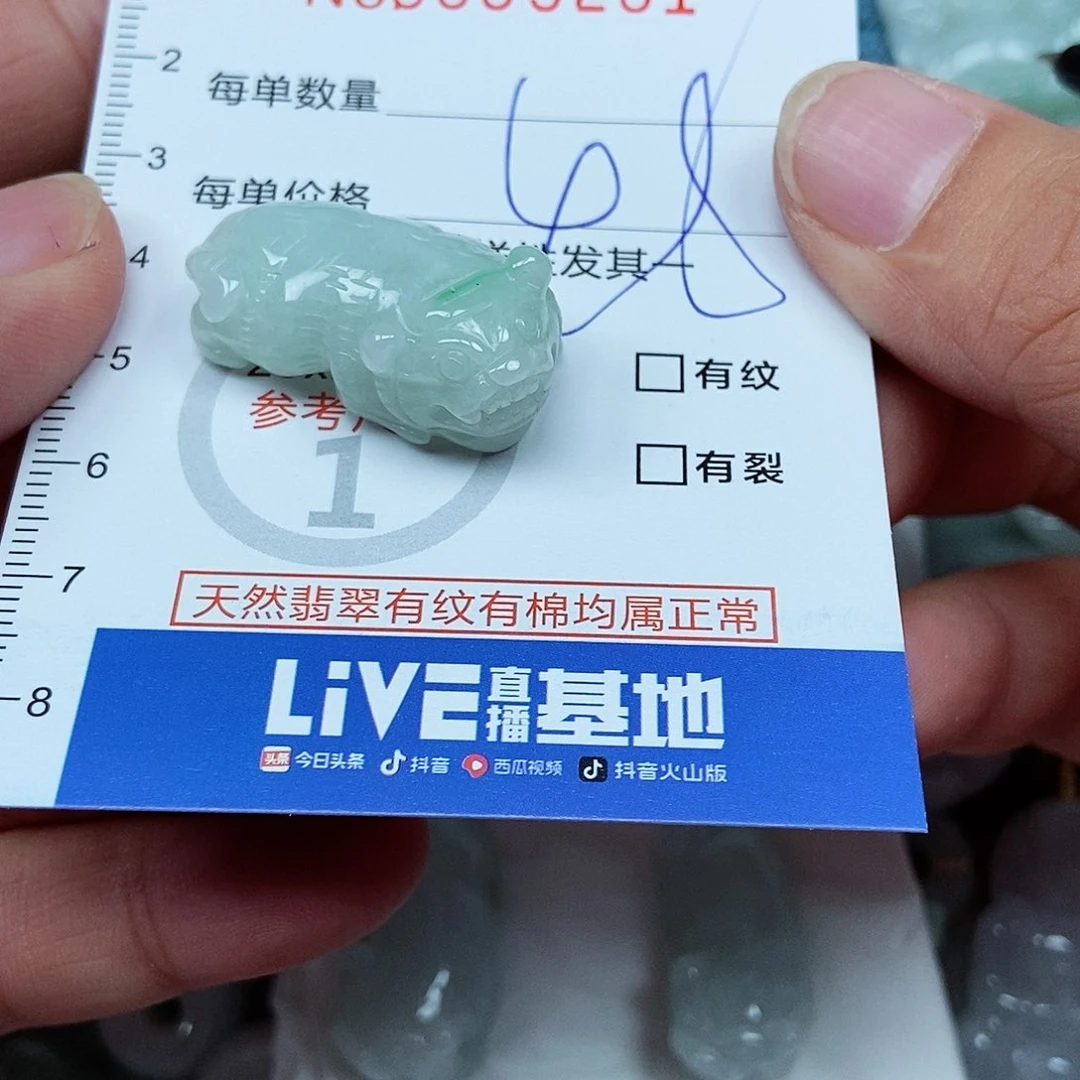 2
每单数量
3
每单价格
4
发其一
5
有纹
参考
有裂
1
6
天然翡翠有纹有棉均属正常
7
LiVE直播基地
8
头条 今日头条 抖音 西瓜视频 抖音火山版